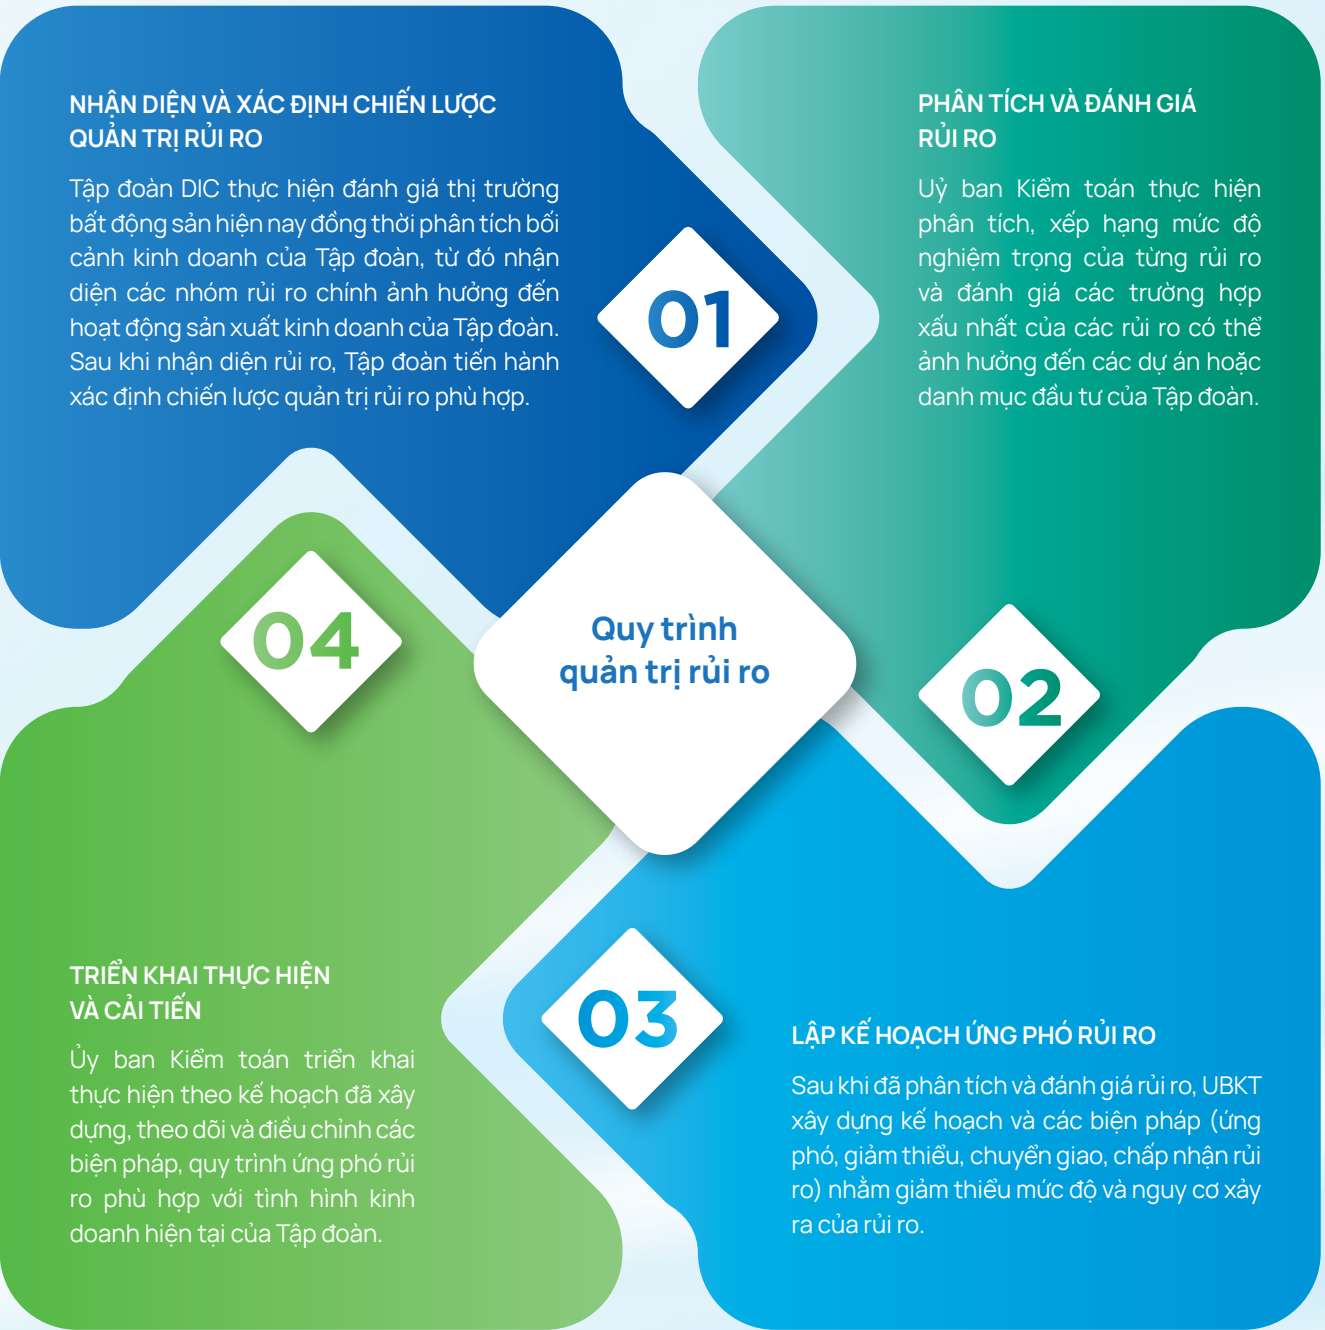 NHẬN DIỆN VÀ XÁC ĐỊNH CHIẾN LƯỢC
QUẢN TRỊ RỦI RO
Tập đoàn DIC thực hiện đánh giá thị trường
bất động sản hiện nay đồng thời phân tích bối
cảnh kinh doanh của Tập đoàn, từ đó nhận
diện các nhóm rủi ro chính ảnh hưởng đến
hoạt động sản xuất kinh doanh của Tập đoàn.
Sau khi nhận diện rủi ro, Tập đoàn tiến hành
xác định chiến lược quản trị rủi ro phù hợp.
01
PHÂN TÍCH VÀ ĐÁNH GIÁ
RỦI RO
Uỷ ban Kiểm toán thực hiện
phân tích, xếp hạng mức độ
nghiệm trọng của từng rủi ro
và đánh giá các trường hợp
xấu nhất của các rủi ro có thể
ảnh hưởng đến các dự án hoặc
danh mục đầu tư của Tập đoàn.
02
Quy trình
quản trị rủi ro
03
LẬP KẾ HOẠCH ỨNG PHÓ RỦI RO
Sau khi đã phân tích và đánh giá rủi ro, UBKT
xây dựng kế hoạch và các biện pháp (ứng
phó, giảm thiểu, chuyển giao, chấp nhận rủi
ro) nhằm giảm thiểu mức độ và nguy cơ xảy
ra của rủi ro.
04
TRIỂN KHAI THỰC HIỆN
VÀ CẢI TIẾN
Ủy ban Kiểm toán triển khai
thực hiện theo kế hoạch đã xây
dựng, theo dõi và điều chỉnh các
biện pháp, quy trình ứng phó rủi
ro phù hợp với tình hình kinh
doanh hiện tại của Tập đoàn.